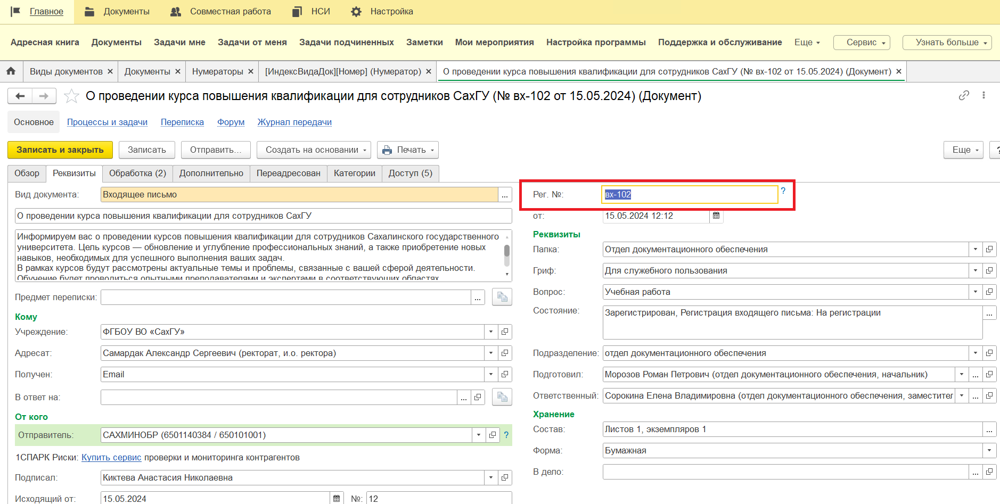 Главное Документы Совместная работа НСИ Настройка
Адресная книга Документы Задачи мне Задачи от меня Задачи подчиненных Заметки Мои мероприятия Настройка программы Поддержка и обслуживание Еще Сервис Узнать больше
Виды документов × Документы × Нумераторы × [ИндексВидаДок][Номер] (Нумератор) × О проведении курса повышения квалификации для сотрудников СахГУ (№ вх-102 от 15.05.2024) (Документ) ×
О проведении курса повышения квалификации для сотрудников СахГУ (№ вх-102 от 15.05.2024) (Документ)
Основное Процессы и задачи Переписка Форум Журнал передачи
Записать и закрыть Записать Отправить... Создать на основании Печать Еще ?
Обзор Реквизиты Обработка (2) Дополнительно Переадресован Категории Доступ (5)
Вид документа: Входящее письмо ...
О проведении курса повышения квалификации для сотрудников СахГУ
Информируем вас о проведении курсов повышения квалификации для сотрудников Сахалинского государственного
университета. Цель курсов — обновление и углубление профессиональных знаний, а также приобретение новых
навыков, необходимых для успешного выполнения ваших задач.
В рамках курсов будут рассмотрены актуальные темы и проблемы, связанные с вашей сферой деятельности.
Обучение будет проводиться опытными преподавателями и экспертами в соответствующих областях
Предмет переписки: ...
Кому
Учреждение: ФГБОУ ВО «СахГУ»
Адресат: Самардак Александр Сергеевич (ректорат, и.о. ректора)
Получен: Email
В ответ на: ...
От кого
Отправитель: САХМИНОБР (6501140384 / 650101001) ?
1СПАРК Риски: Купить сервис проверки и мониторинга контрагентов
Подписал: Киктева Анастасия Николаевна
Исходящий от: 15.05.2024 №: 12
Рег. №: вх-102 ?
от: 15.05.2024 12:12
Реквизиты
Папка: Отдел документационного обеспечения
Гриф: Для служебного пользования
Вопрос: Учебная работа
Состояние: Зарегистрирован, Регистрация входящего письма: На регистрации ...
Подразделение: отдел документационного обеспечения
Подготовил: Морозов Роман Петрович (отдел документационного обеспечения, начальник) ...
Ответственный: Сорокина Елена Владимировна (отдел документационного обеспечения, заместител ...
Хранение
Состав: Листов 1, экземпляров 1 ...
Форма: Бумажная
В дело: ...